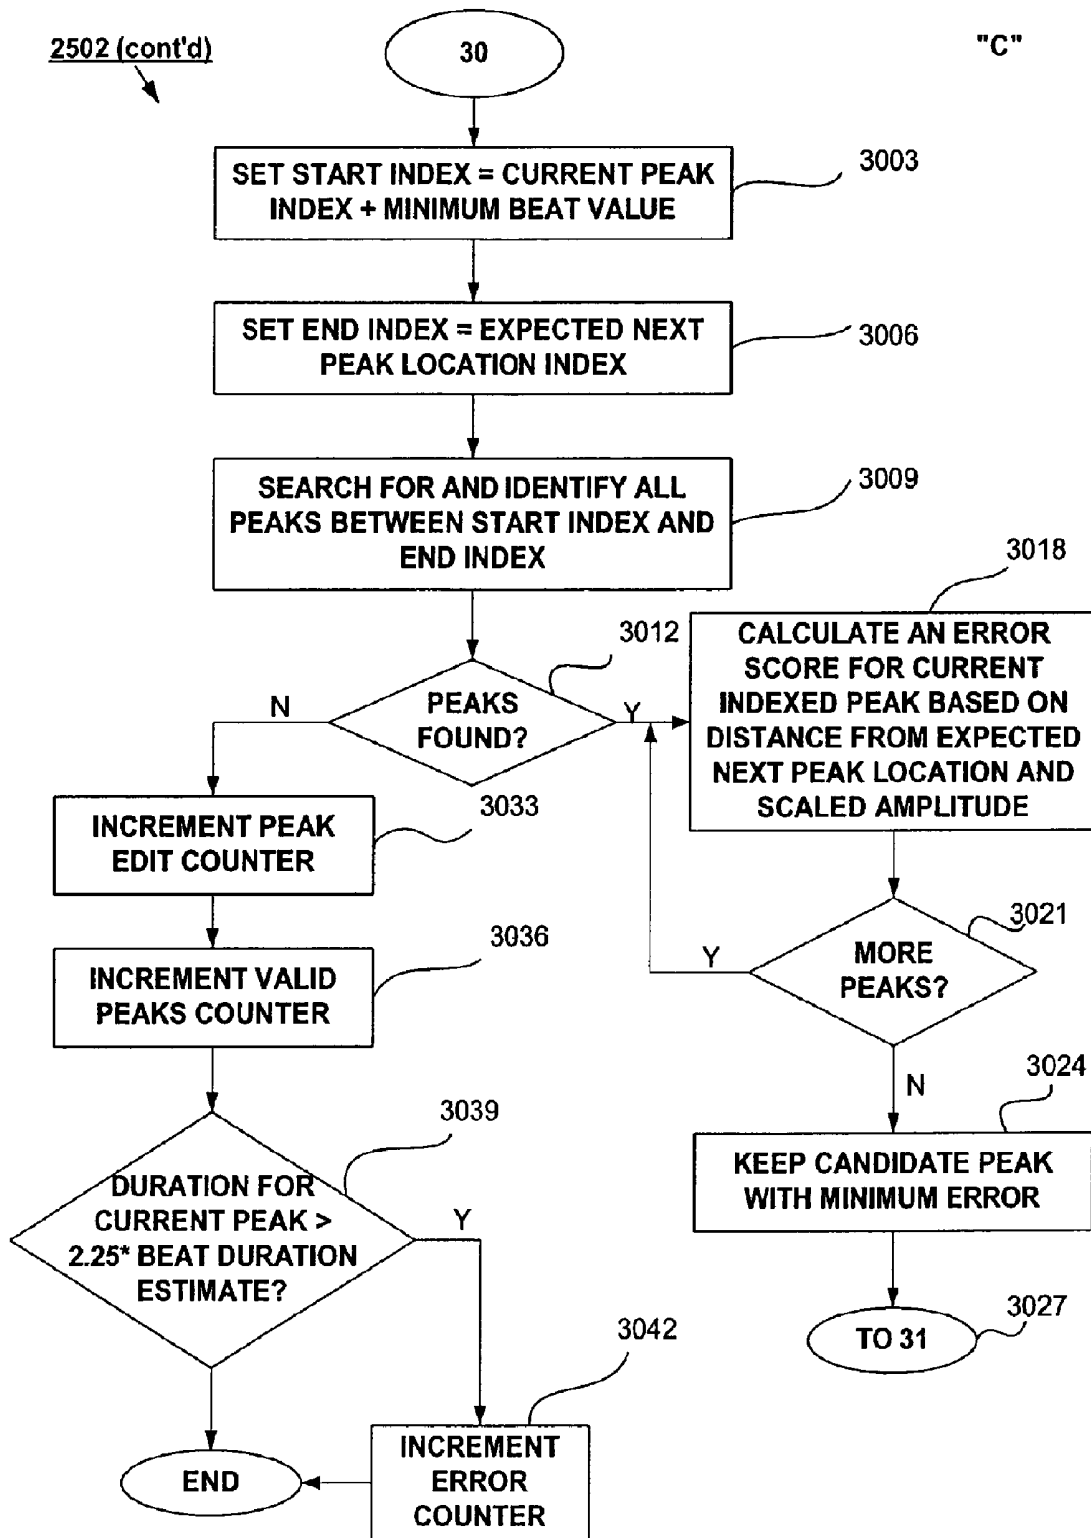 2502 (cont'd)
30
"C"
SET START INDEX = CURRENT PEAK
INDEX + MINIMUM BEAT VALUE
3003
SET END INDEX = EXPECTED NEXT
PEAK LOCATION INDEX
3006
SEARCH FOR AND IDENTIFY ALL
PEAKS BETWEEN START INDEX AND
END INDEX
3009
3012
PEAKS
FOUND?
N
Y
3018
CALCULATE AN ERROR
SCORE FOR CURRENT
INDEXED PEAK BASED ON
DISTANCE FROM EXPECTED
NEXT PEAK LOCATION AND
SCALED AMPLITUDE
3033
INCREMENT PEAK
EDIT COUNTER
3021
MORE
PEAKS?
Y
N
3036
INCREMENT VALID
PEAKS COUNTER
3024
KEEP CANDIDATE PEAK
WITH MINIMUM ERROR
3039
DURATION FOR
CURRENT PEAK >
2.25* BEAT DURATION
ESTIMATE?
Y
TO 31
3027
3042
INCREMENT
ERROR
COUNTER
END